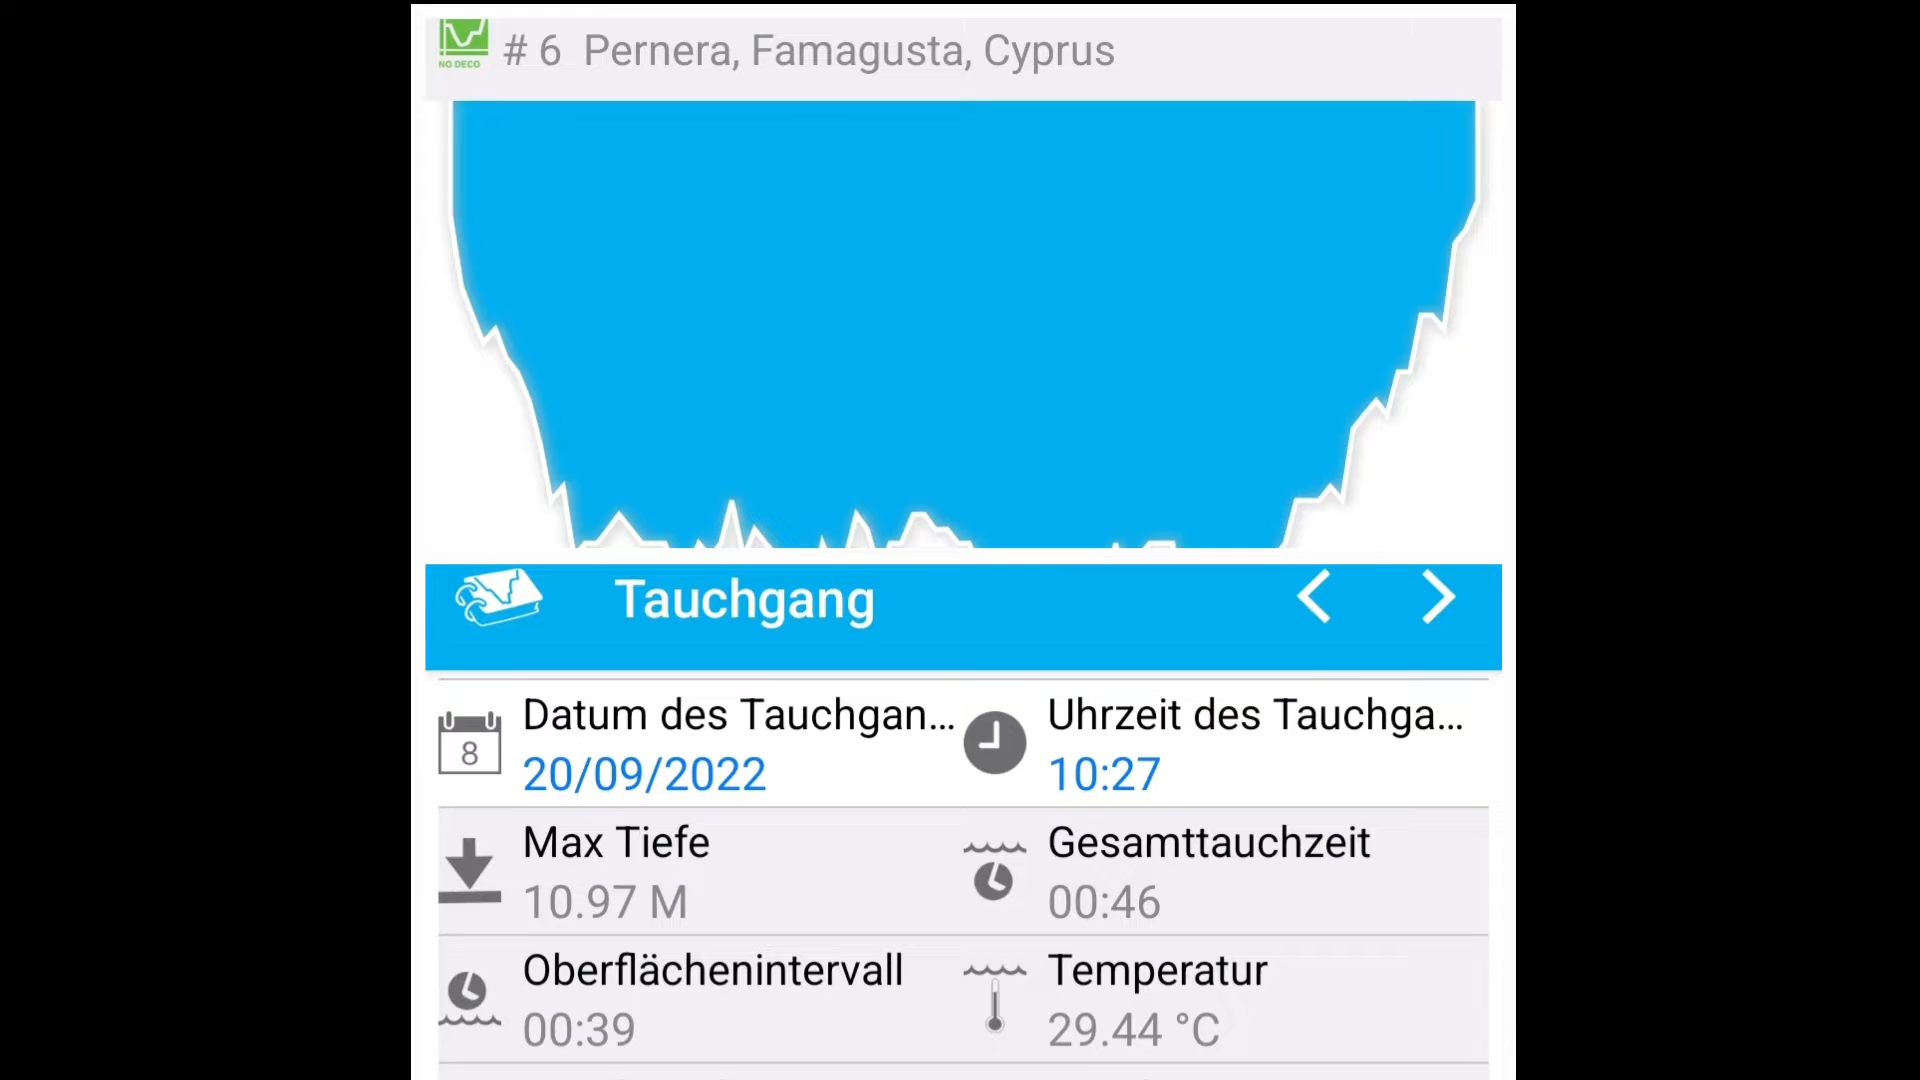 NO DECO
# 6 Pernera, Famagusta, Cyprus
Tauchgang
Datum des Tauchgan...
Uhrzeit des Tauchga...
8
20/09/2022
10:27
Max Tiefe
Gesamttauchzeit
10.97 M
00:46
Oberflächenintervall
Temperatur
00:39
29.44 °C